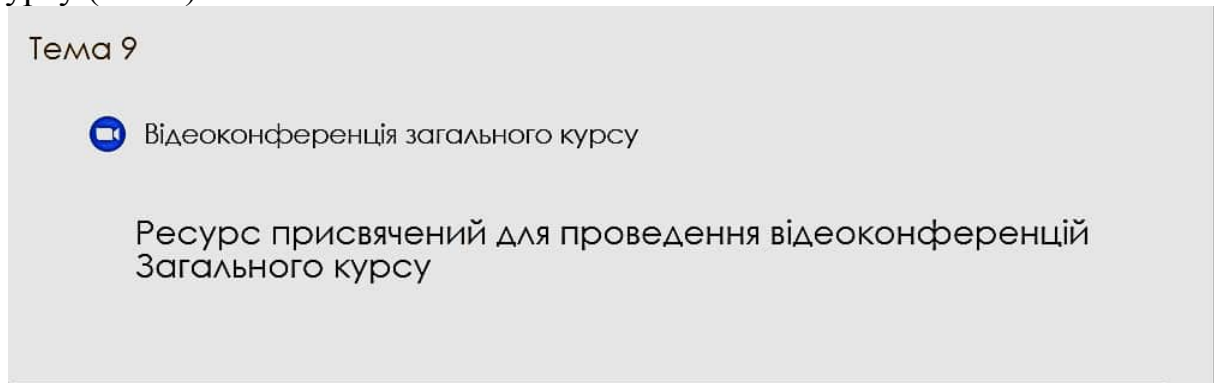 Тема 9
Відеоконференція загального курсу
Ресурс присвячений для проведення відеоконференцій
Загального курсу